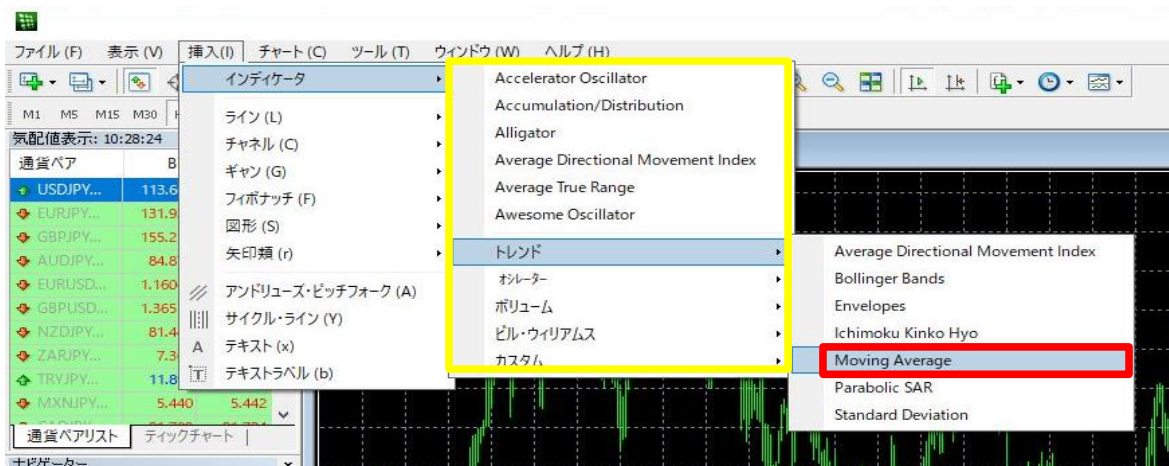 ファイル (F) 表示 (V) 挿入(I) チャート (C) ツール (T) ウィンドウ (W) ヘルプ (H)
M1 M5 M15 M30
気配値表示: 10:28:24
通貨ペア
USDJPY... 113.6
EURJPY... 131.9
GBPJPY... 155.2
AUDJPY... 84.8
EURUSD... 1.160
GBPUSD... 1.365
NZDJPY... 81.4
ZARJPY... 7.3
TRYJPY... 11.8
MXNJPY... 5.440 5.442
通貨ペアリスト ティックチャート
ナビゲーター
インディケータ
ライン (L)
チャネル (C)
ギャン (G)
フィボナッチ (F)
図形 (S)
矢印類 (r)
アンドリューズ・ピッチフォーク (A)
サイクル・ライン (Y)
A テキスト (x)
T テキストラベル (b)
Accelerator Oscillator
Accumulation/Distribution
Alligator
Average Directional Movement Index
Average True Range
Awesome Oscillator
トレンド
オシレーター
ボリューム
ビル・ウィリアムス
カスタム
Average Directional Movement Index
Bollinger Bands
Envelopes
Ichimoku Kinko Hyo
Moving Average
Parabolic SAR
Standard Deviation